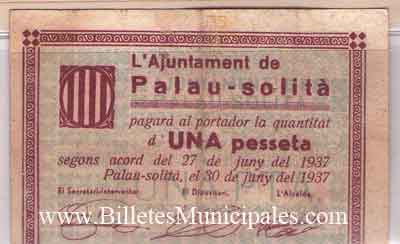 L'Ajuntament de
Palau-solità
pagará al portador la quantitat
d' UNA pesseta
segons acord del 27 de juny del 1937
Palau-solità, el 30 de juny del 1937
El Secretari-Interventor El Dipositari, L'Alcalde
www.BilletesMunicipales.com